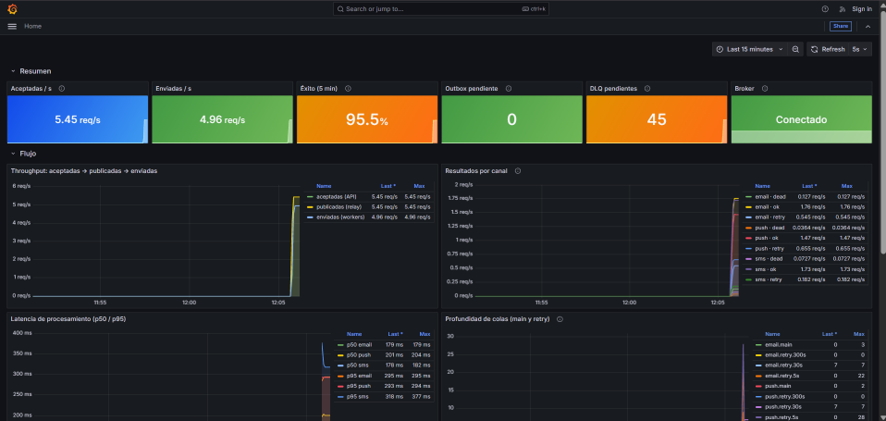 Search or jump to...
ctrl+k
Sign in
Home
Share
Last 15 minutes
Refresh
5s
Resumen
Aceptadas / s
5.45 req/s
Enviadas / s
4.96 req/s
Éxito (5 min)
95.5%
Outbox pendiente
0
DLQ pendientes
45
Broker
Conectado
Flujo
Throughput: aceptadas → publicadas → enviadas
6 req/s
5 req/s
4 req/s
3 req/s
2 req/s
1 req/s
0 req/s
11:55 12:00 12:05
Name Last * Max
aceptadas (API) 5.45 req/s 5.45 req/s
publicadas (relay) 5.45 req/s 5.45 req/s
enviadas (workers) 4.96 req/s 4.96 req/s
Resultados por canal
2 req/s
1.75 req/s
1.50 req/s
1.25 req/s
1 req/s
0.75 req/s
0.5 req/s
0.25 req/s
0 req/s
11:55 12:00 12:05
Name Last * Max
email · dead 0.127 req/s 0.127 req/s
email · ok 1.76 req/s 1.76 req/s
email · retry 0.545 req/s 0.545 req/s
push · dead 0.0364 req/s 0.0364 req/s
push · ok 1.47 req/s 1.47 req/s
push · retry 0.655 req/s 0.655 req/s
sms · dead 0.0727 req/s 0.0727 req/s
sms · ok 1.73 req/s 1.73 req/s
sms · retry 0.182 req/s 0.182 req/s
Latencia de procesamiento (p50 / p95)
400 ms
350 ms
300 ms
250 ms
200 ms
Name Last * Max
p50 email 179 ms 179 ms
p50 push 201 ms 204 ms
p50 sms 178 ms 182 ms
p95 email 295 ms 295 ms
p95 push 293 ms 294 ms
p95 sms 318 ms 377 ms
Profundidad de colas (main y retry)
30
25
20
15
10
Name Last * Max
email.main 0 3
email.retry.300s 0 0
email.retry.30s 7 7
email.retry.5s 0 22
push.main 0 2
push.retry.300s 0 0
push.retry.30s 7 7
push.retry.5s 0 28